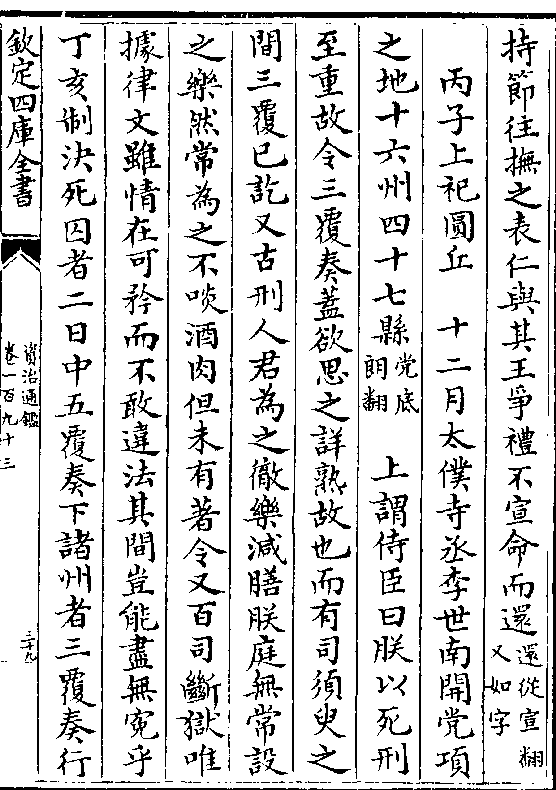 持節往撫之表仁與其王爭禮不宣命而還還從宣翻又如字
丙子上祀圜丘　十二月太僕寺丞李世南開党項
之地十六州四十七縣党底朗翻　上謂侍臣曰朕以死刑
至重故令三覆奏蓋欲思之詳熟故也而有司須臾之
間三覆已訖又古刑人君為之徹樂減膳朕庭無常設
之樂然常為之不啖酒肉但未有著令又百司斷獄唯
據律文雖情在可矜而不敢違法其間豈能盡無寃乎
丁亥制決死囚者二日中五覆奏下諸州者三覆奏行
欽定四庫全書
資治通鑑
卷一百九十三
三十九